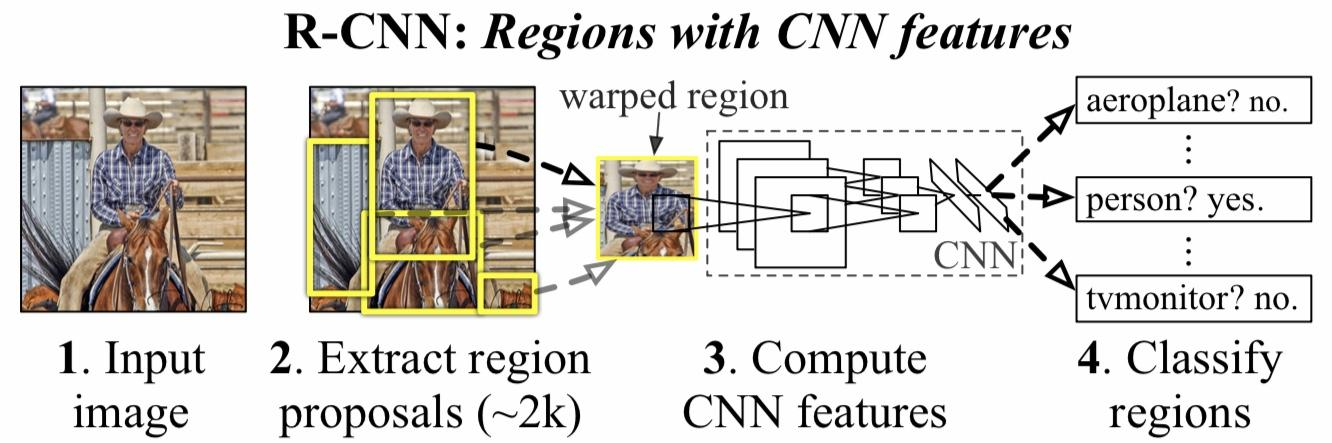 R-CNN: Regions with CNN features
warped region
aeroplane? no.
person? yes.
tvmonitor? no.
CNN
1. Input
image
2. Extract region
proposals (~2k)
3. Compute
CNN features
4. Classify
regions